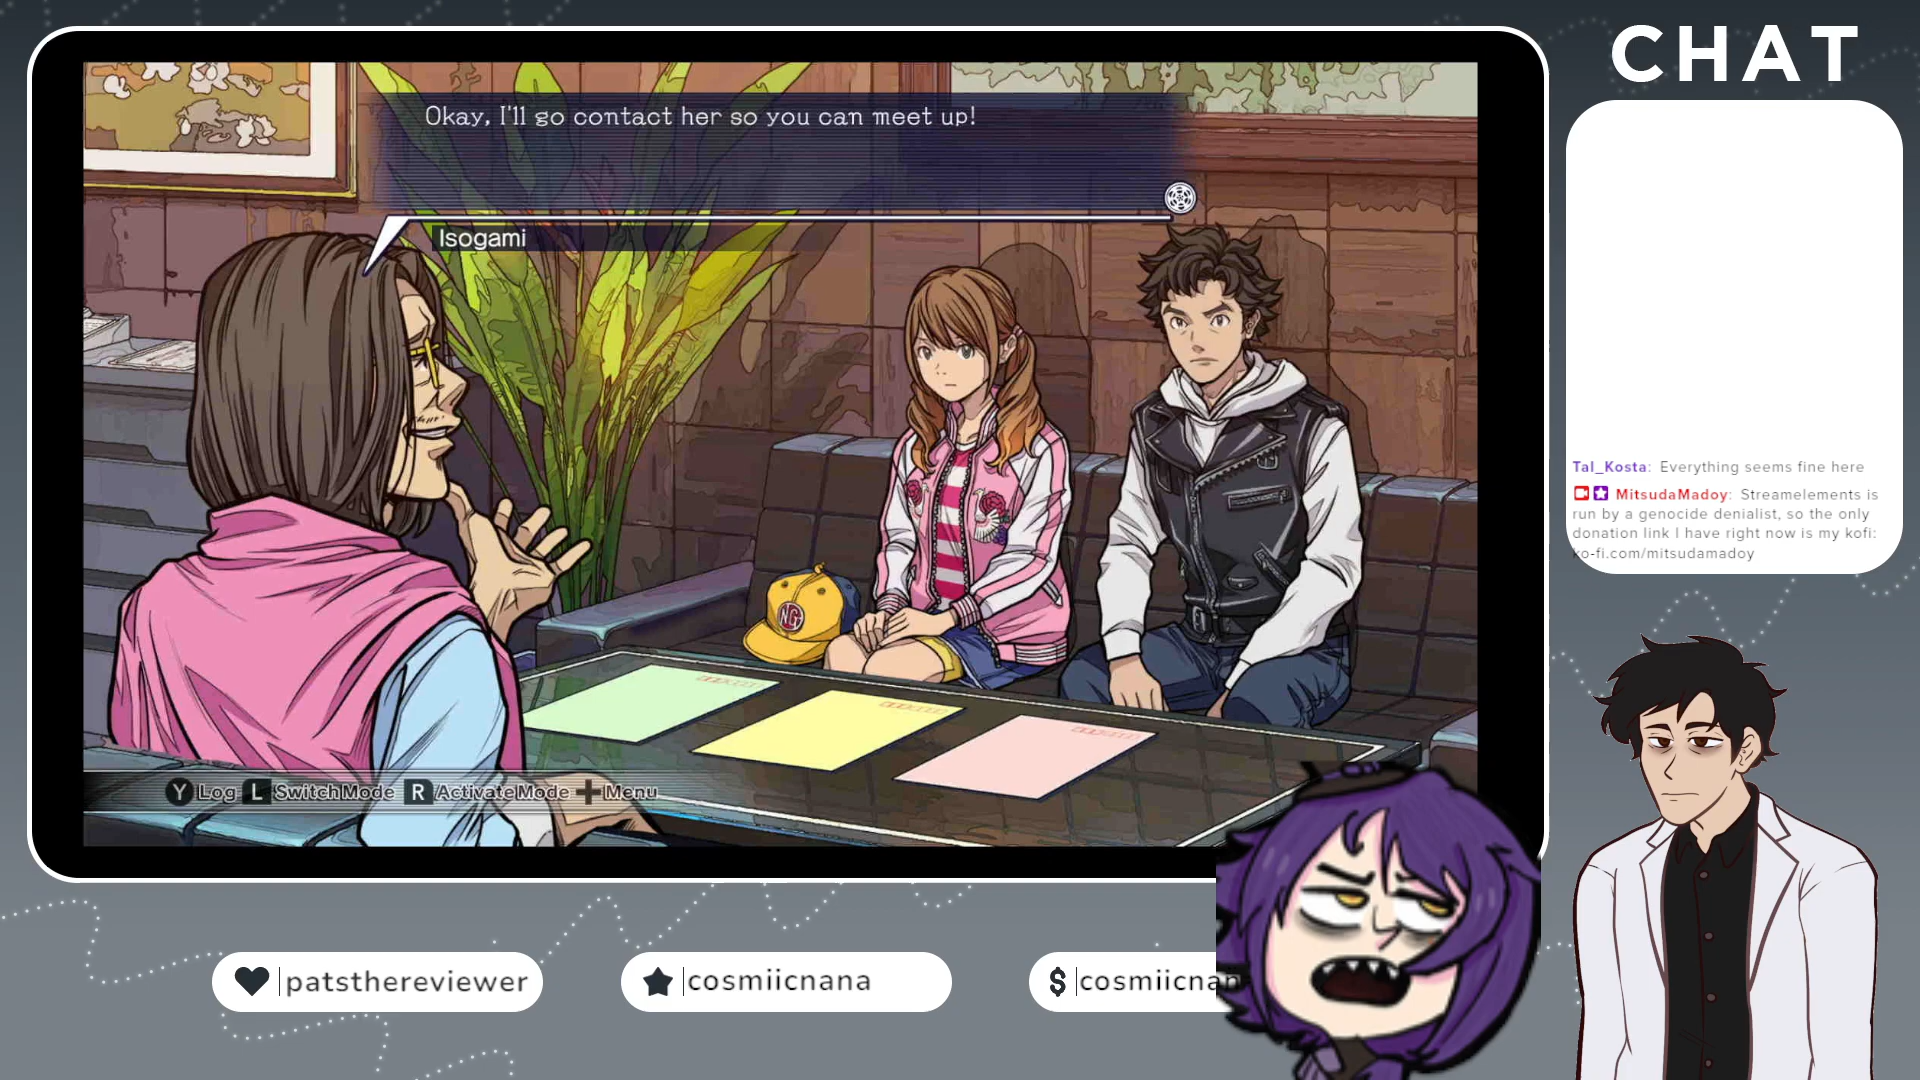 CHAT
Okay, I'll go contact her so you can meet up!
Isogami
NG
Y Log L SwitchMode R ActivateMode Menu
Tal_Kosta: Everything seems fine here
MitsudaMadoy: Streamelements is
run by a genocide denialist, so the only
donation link I have right now is my kofi:
ko-fi.com/mitsudamadoy
patsthereviewer
cosmiicnana
$ cosmiicnan